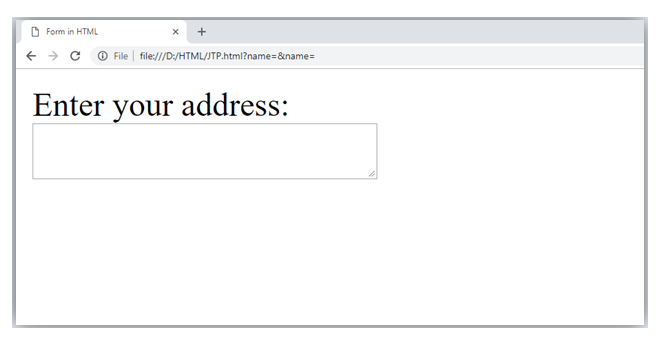 Form in HTML
File file:///D:/HTML/JTP.html?name=&name=
Enter your address: